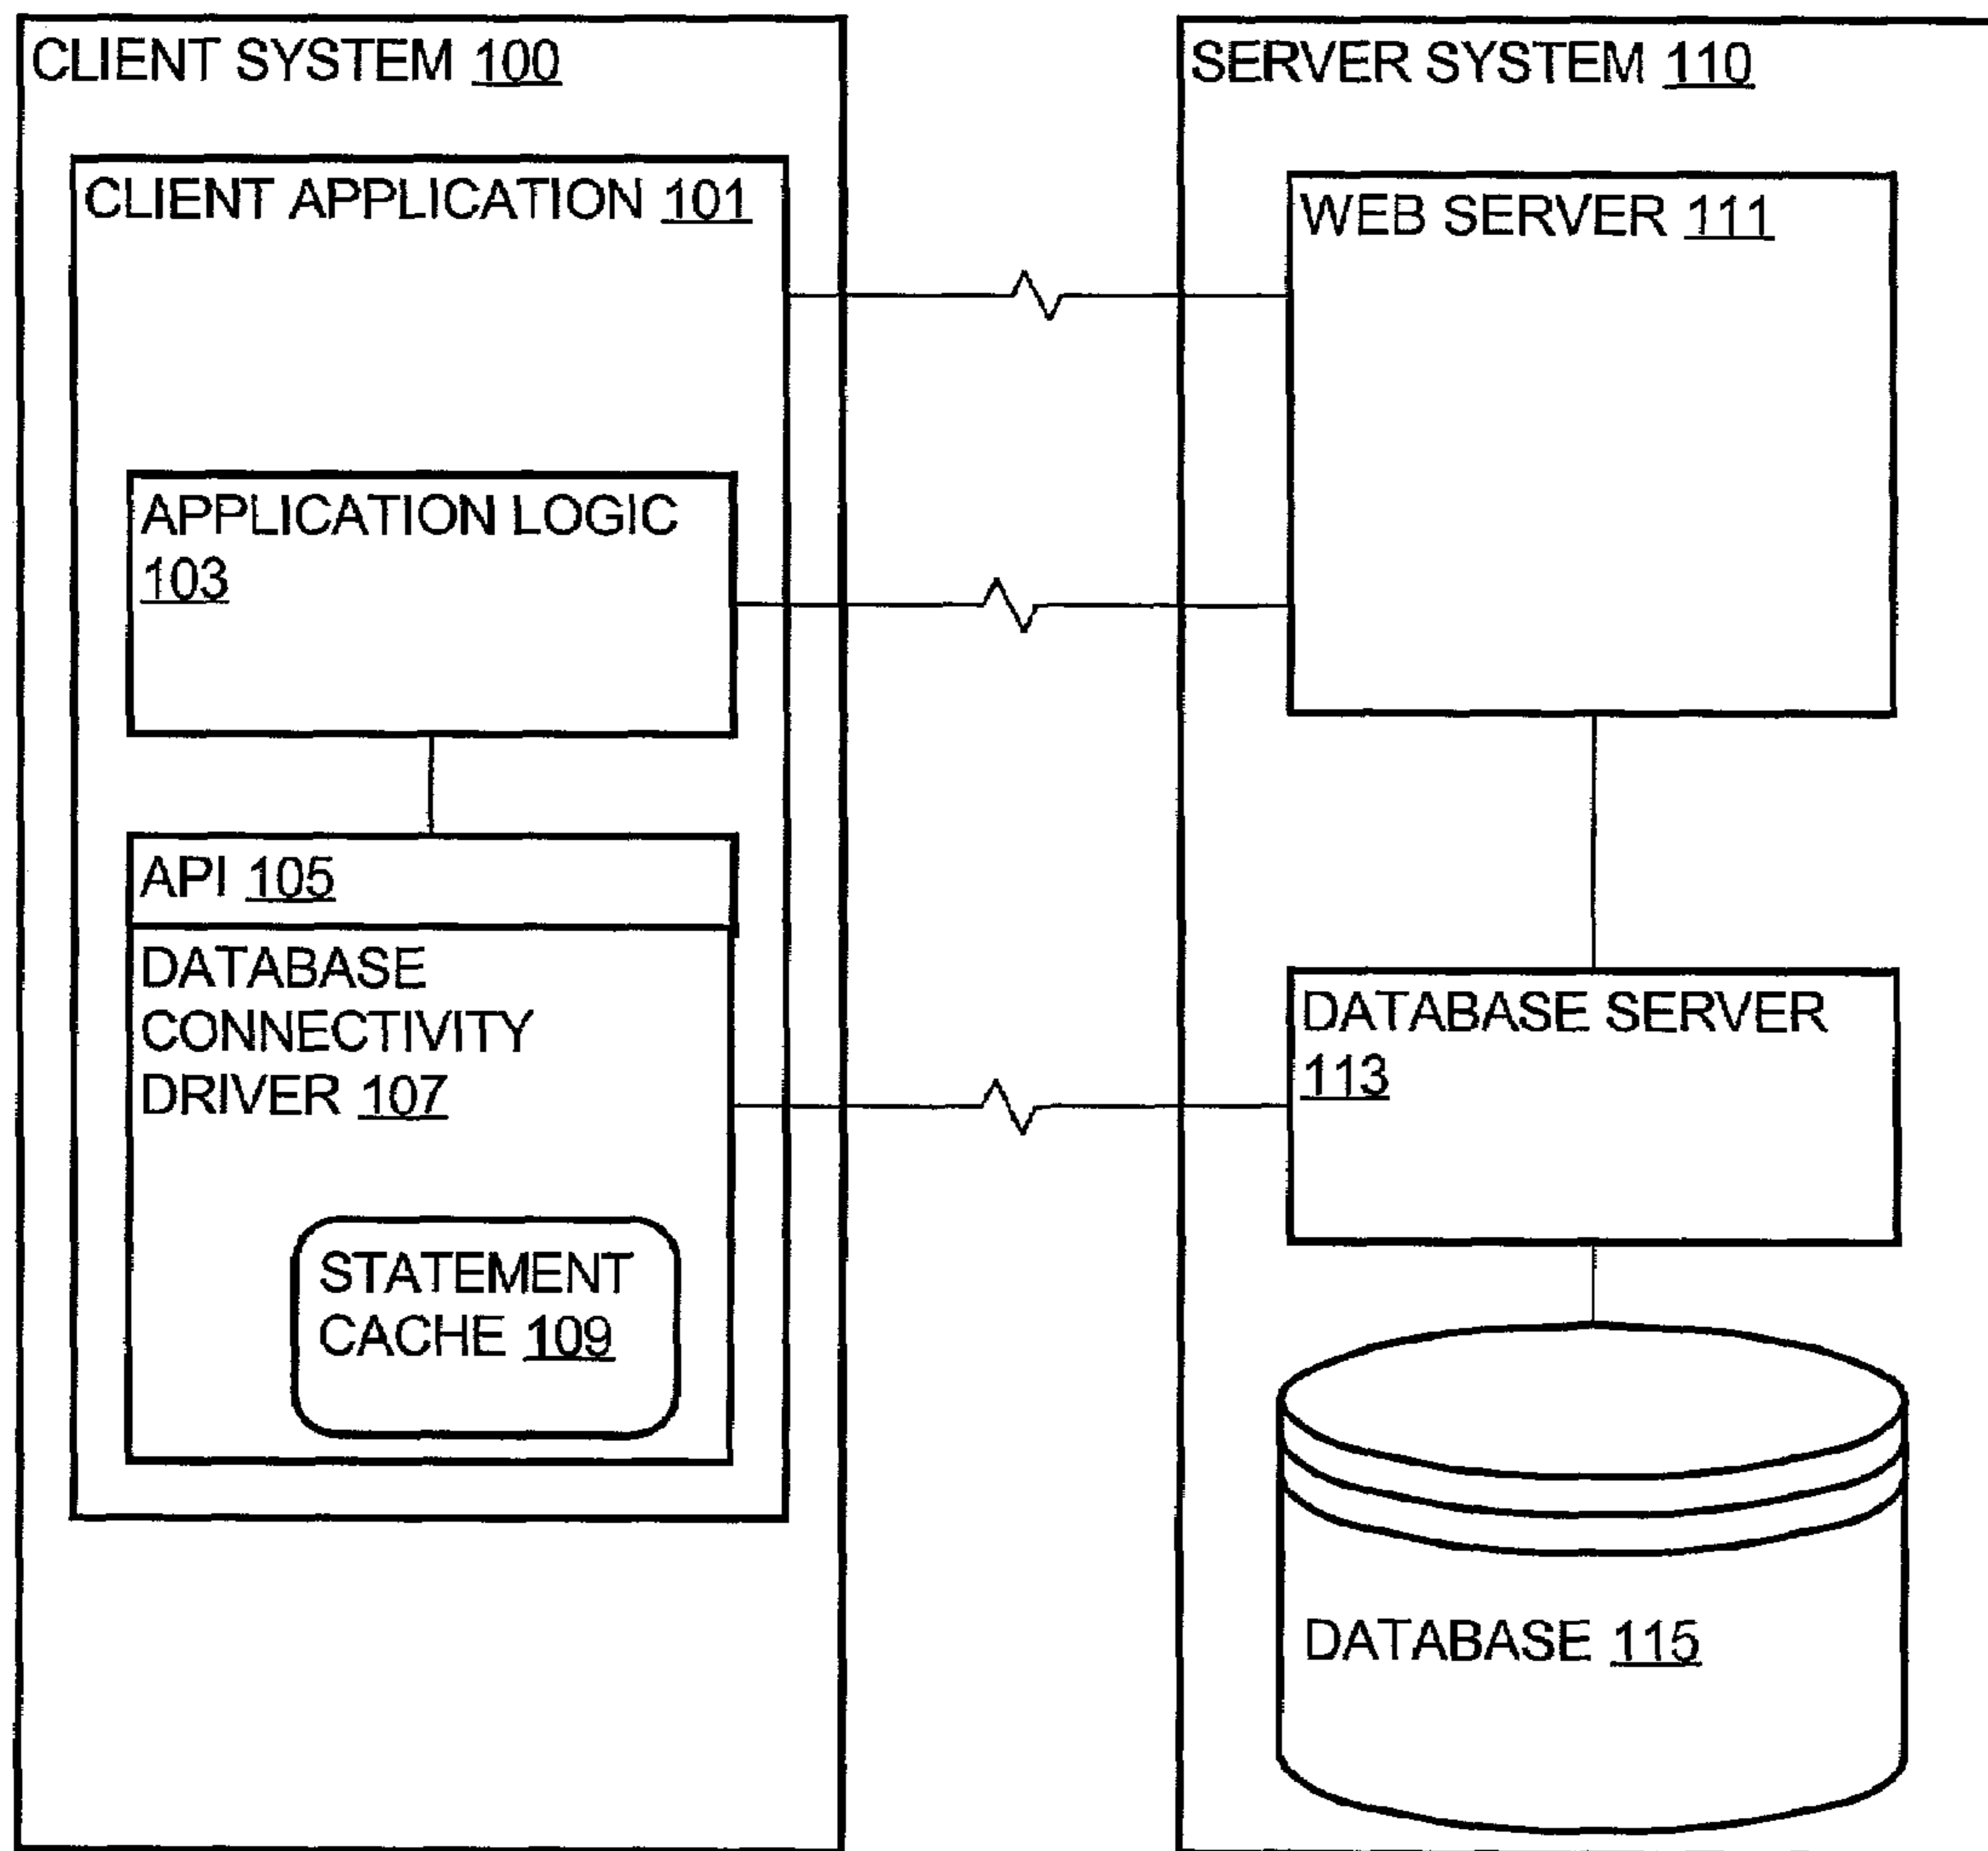 CLIENT SYSTEM 100
CLIENT APPLICATION 101
APPLICATION LOGIC
103
API 105
DATABASE
CONNECTIVITY
DRIVER 107
STATEMENT
CACHE 109
SERVER SYSTEM 110
WEB SERVER 111
DATABASE SERVER
113
DATABASE 115